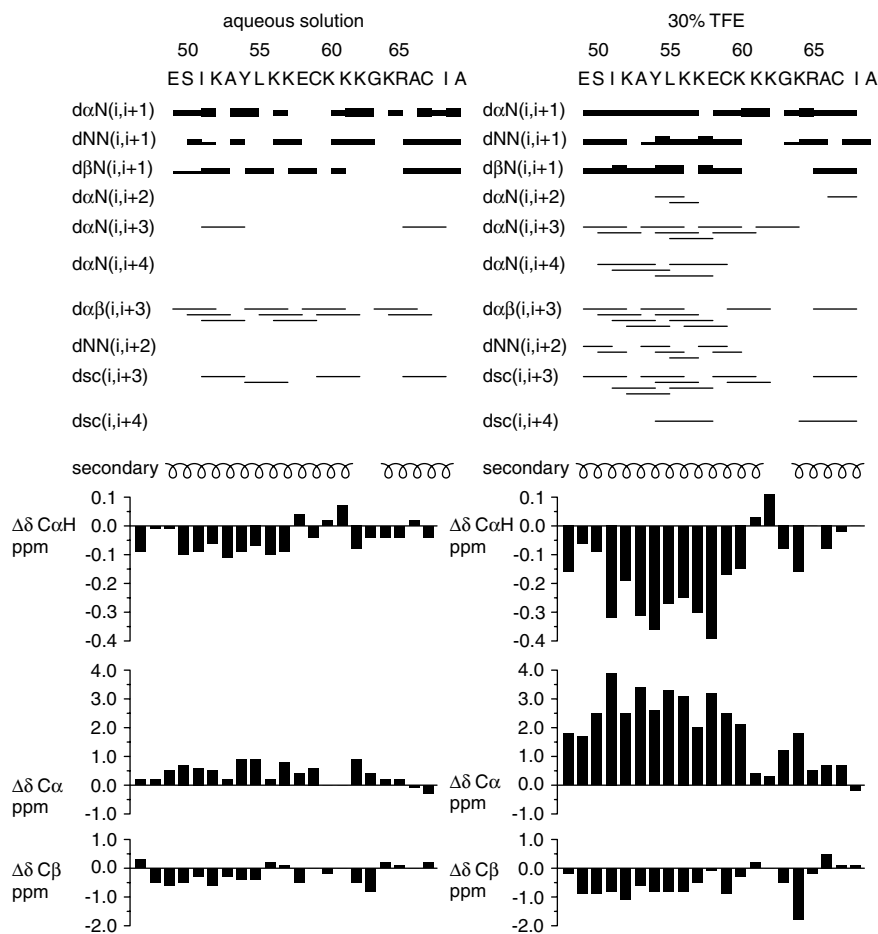 aqueous solution 30% TFE
50 55 60 65 50 55 60 65
ESIKAYLKKECKKKGKRACIA ESIKAYLKKECKKKGKRACIA
dαN(i,i+1) dαN(i,i+1)
dNN(i,i+1) dNN(i,i+1)
dβN(i,i+1) dβN(i,i+1)
dαN(i,i+2) dαN(i,i+2)
dαN(i,i+3) dαN(i,i+3)
dαN(i,i+4) dαN(i,i+4)
dαβ(i,i+3) dαβ(i,i+3)
dNN(i,i+2) dNN(i,i+2)
dsc(i,i+3) dsc(i,i+3)
dsc(i,i+4) dsc(i,i+4)
secondary secondary
0.1 0.1
0.0 0.0
Δδ CαH Δδ CαH
ppm ppm
-0.1 -0.1
-0.2 -0.2
-0.3 -0.3
-0.4 -0.4
4.0 4.0
3.0 3.0
2.0 2.0
1.0 1.0
0.0 0.0
Δδ Cα Δδ Cα
ppm ppm
-1.0 -1.0
1.0 1.0
0.0 0.0
Δδ Cβ Δδ Cβ
ppm ppm
-1.0 -1.0
-2.0 -2.0